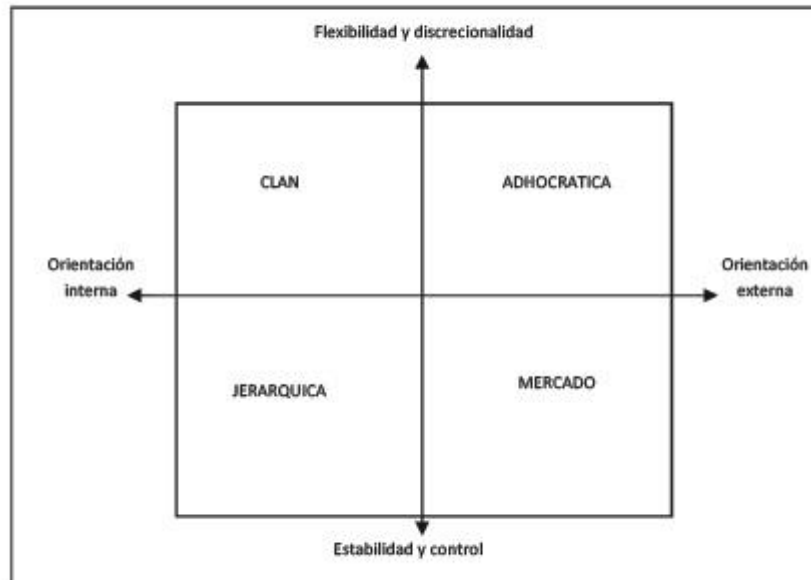 Flexibilidad y discrecionalidad
CLAN
ADHOCRATICA
Orientación
interna
Orientación
externa
JERARQUICA
MERCADO
Estabilidad y control